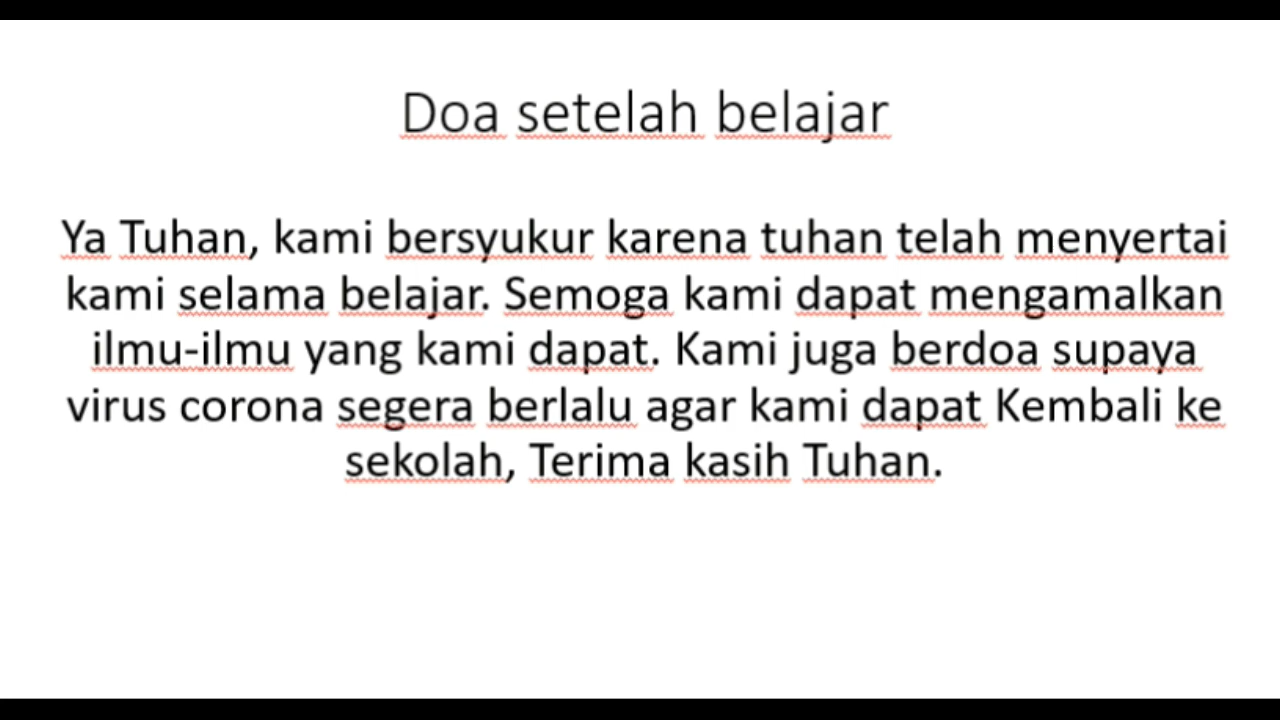 Doa setelah belajar
Ya Tuhan, kami bersyukur karena tuhan telah menyertai
kami selama belajar. Semoga kami dapat mengamalkan
ilmu-ilmu yang kami dapat. Kami juga berdoa supaya
virus corona segera berlalu agar kami dapat Kembali ke
sekolah, Terima kasih Tuhan.